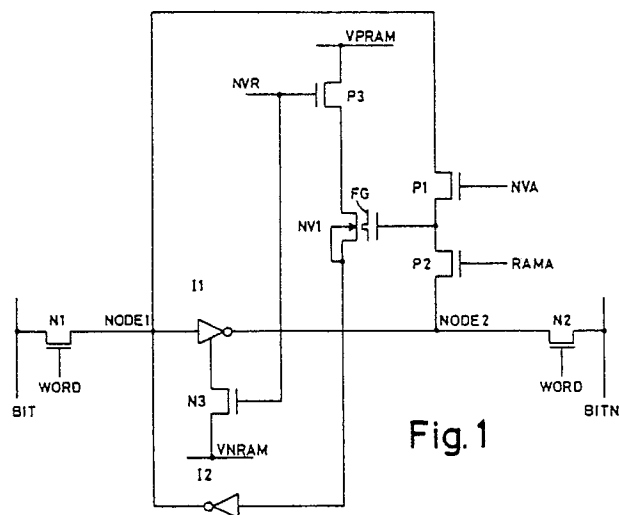 VPRAM
NVR
P3
FG
P1
NVA
NV1
P2
RAMA
I1
N1
NODE1
NODE2
N2
WORD
N3
WORD
BIT
VNRAM
BITN
I2
Fig. 1